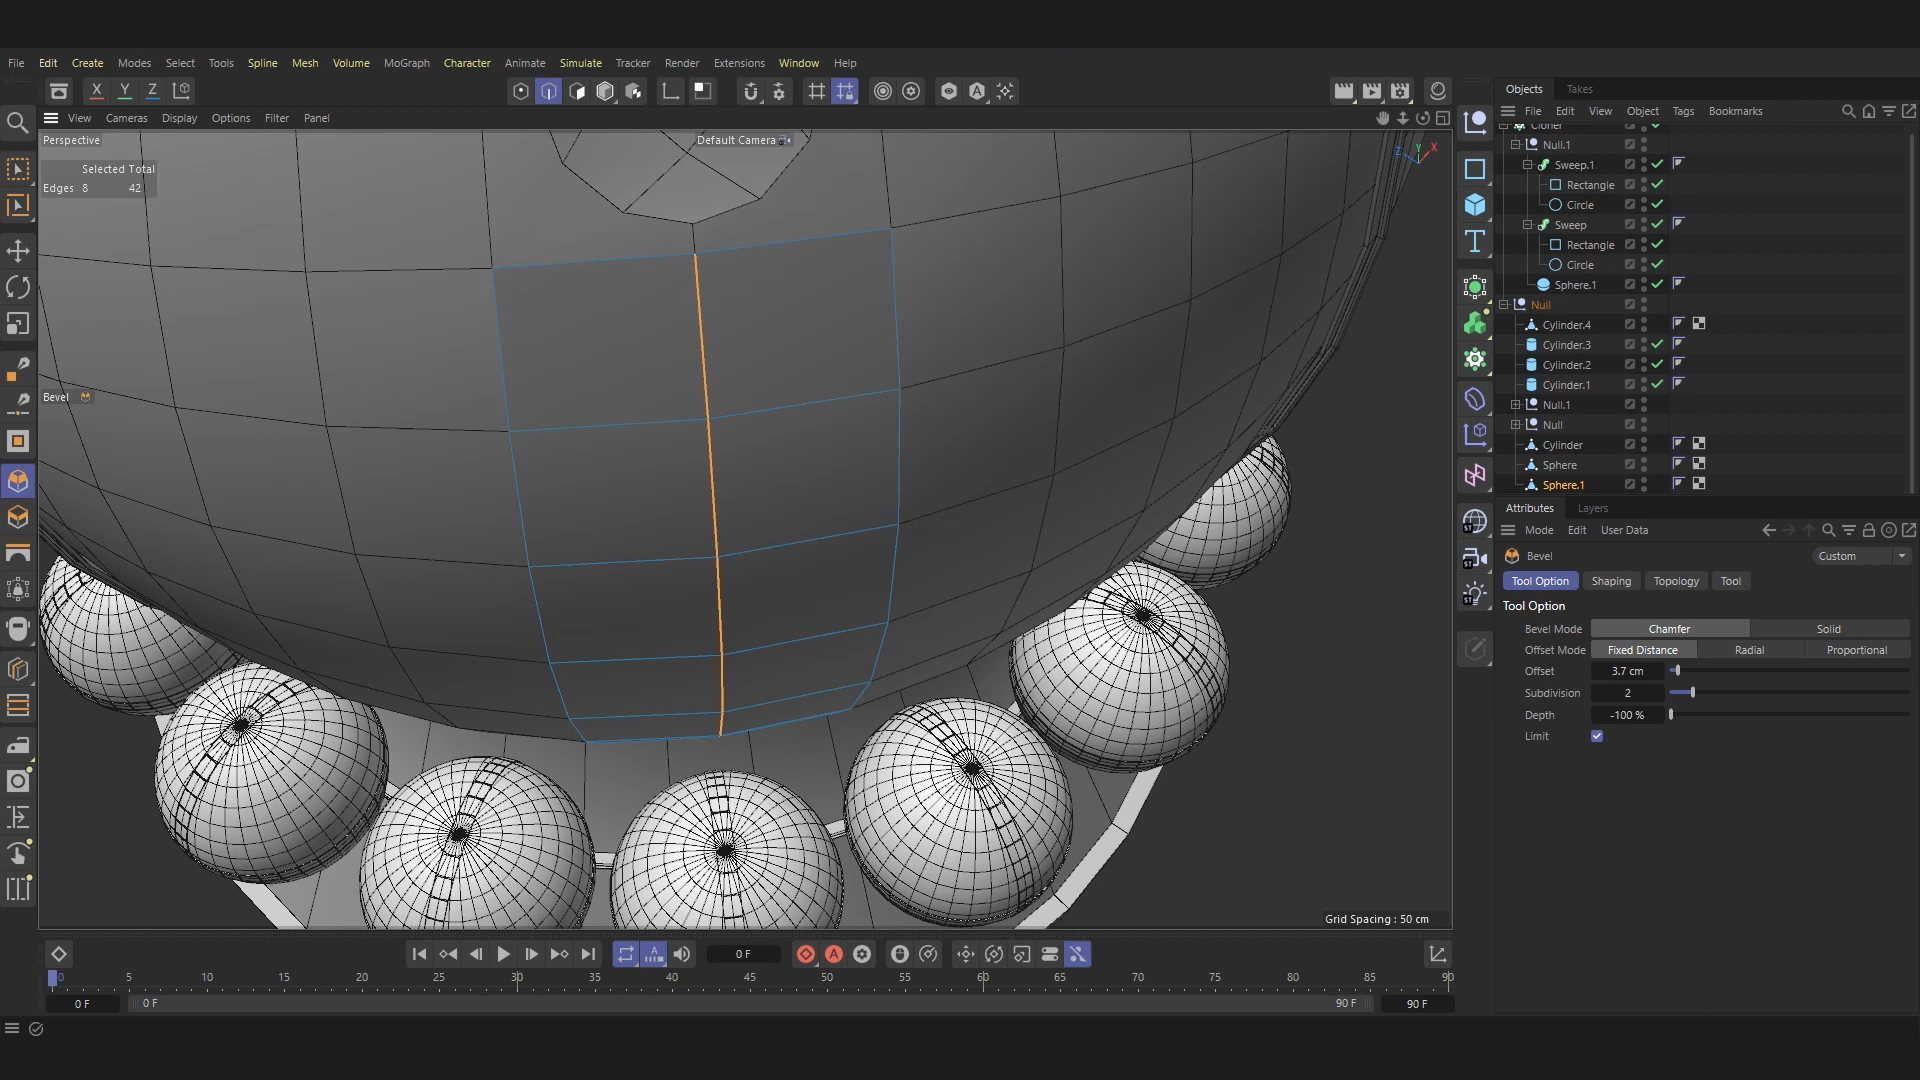 File Edit Create Modes Select Tools Spline Mesh Volume MoGraph Character Animate Simulate Tracker Render Extensions Window Help
X Y Z
View Cameras Display Options Filter Panel
Perspective
Default Camera
Z Y X
Selected Total
Edges 8 42
Bevel
Grid Spacing : 50 cm
Objects Takes
File Edit View Object Tags Bookmarks
Cloner
Null.1
Sweep.1
Rectangle
Circle
Sweep
Rectangle
Circle
Sphere.1
Null
Cylinder.4
Cylinder.3
Cylinder.2
Cylinder.1
Null.1
Null
Cylinder
Sphere
Sphere.1
Attributes Layers
Mode Edit User Data
Bevel Custom
Tool Option Shaping Topology Tool
Tool Option
Bevel Mode Chamfer Solid
Offset Mode Fixed Distance Radial Proportional
Offset 3.7 cm
Subdivision 2
Depth -100 %
Limit
0 F
0 5 10 15 20 25 30 35 40 45 50 55 60 65 70 75 80 85 90
0 F 0 F 90 F 90 F